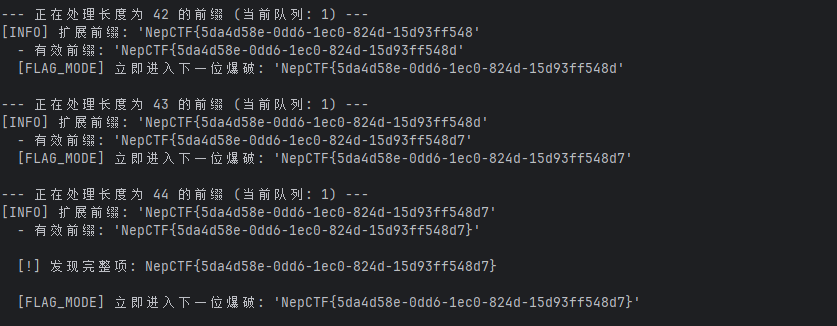 --- 正在处理长度为 42 的前缀 (当前队列: 1) ---
[INFO] 扩展前缀: 'NepCTF{5da4d58e-0dd6-1ec0-824d-15d93ff548'
- 有效前缀: 'NepCTF{5da4d58e-0dd6-1ec0-824d-15d93ff548d'
[FLAG_MODE] 立即进入下一位爆破: 'NepCTF{5da4d58e-0dd6-1ec0-824d-15d93ff548d'
--- 正在处理长度为 43 的前缀 (当前队列: 1) ---
[INFO] 扩展前缀: 'NepCTF{5da4d58e-0dd6-1ec0-824d-15d93ff548d'
- 有效前缀: 'NepCTF{5da4d58e-0dd6-1ec0-824d-15d93ff548d7'
[FLAG_MODE] 立即进入下一位爆破: 'NepCTF{5da4d58e-0dd6-1ec0-824d-15d93ff548d7'
--- 正在处理长度为 44 的前缀 (当前队列: 1) ---
[INFO] 扩展前缀: 'NepCTF{5da4d58e-0dd6-1ec0-824d-15d93ff548d7'
- 有效前缀: 'NepCTF{5da4d58e-0dd6-1ec0-824d-15d93ff548d7}'
[!] 发现完整项: NepCTF{5da4d58e-0dd6-1ec0-824d-15d93ff548d7}
[FLAG_MODE] 立即进入下一位爆破: 'NepCTF{5da4d58e-0dd6-1ec0-824d-15d93ff548d7}'